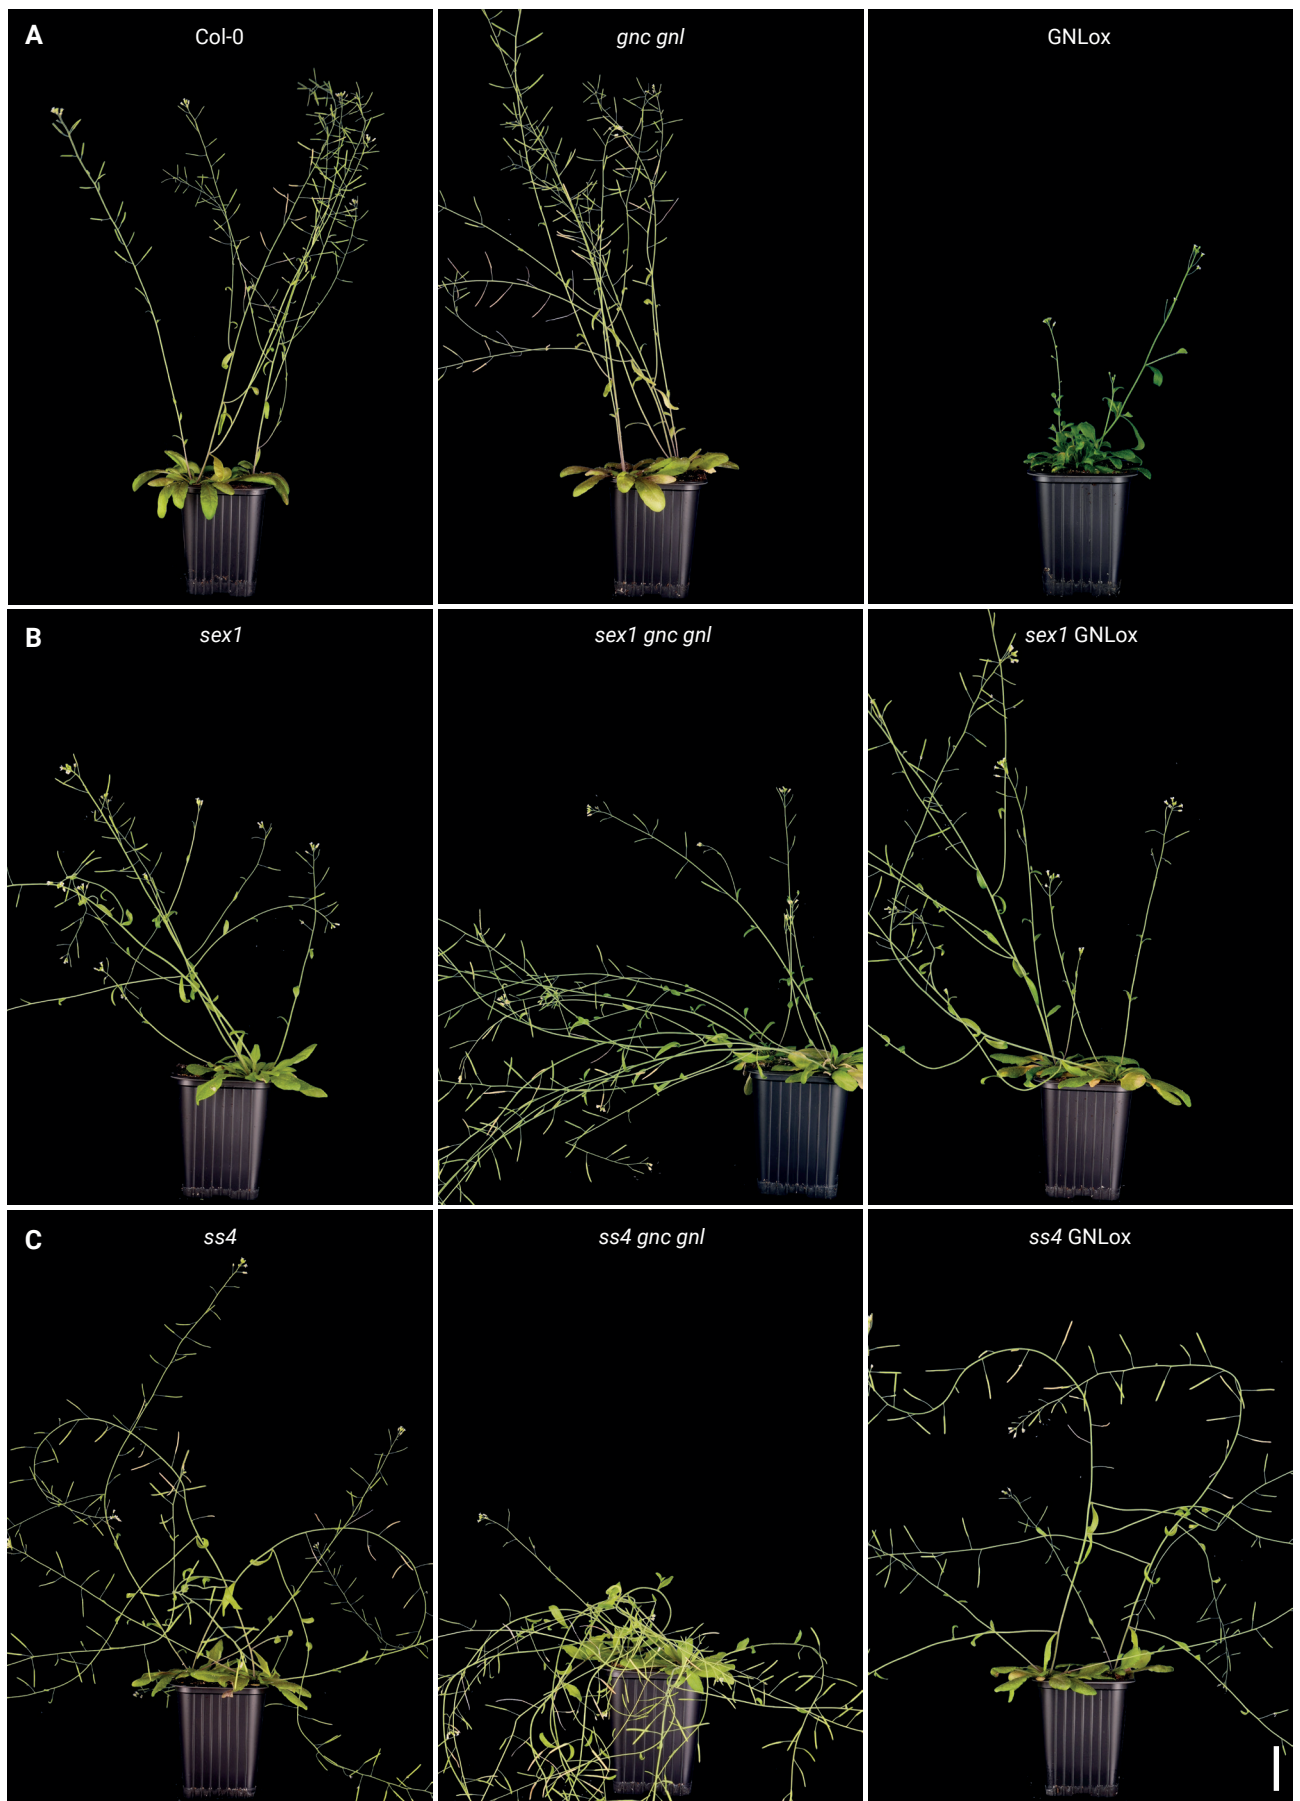 A
Col-0
gnc gnl
GNLox
B
sex1
sex1 gnc gnl
sex1 GNLox
C
ss4
ss4 gnc gnl
ss4 GNLox